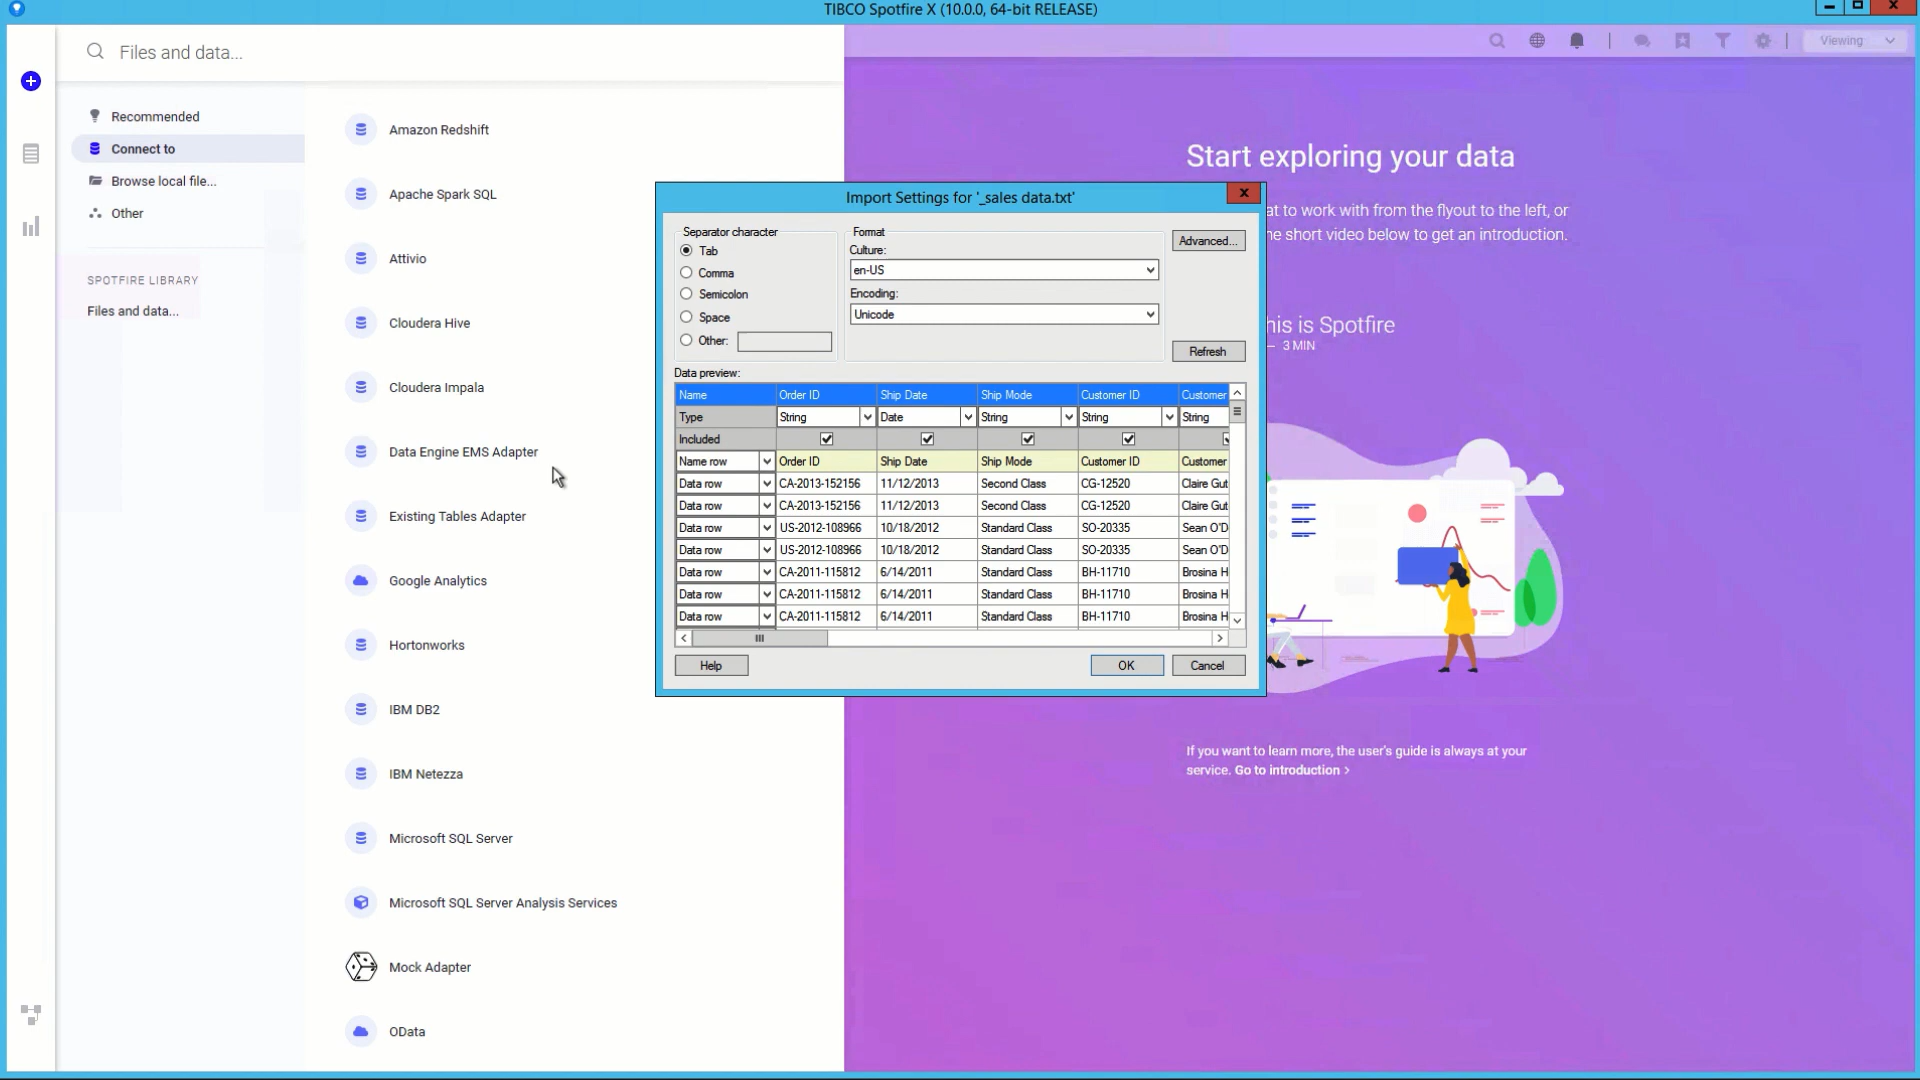 TIBCO Spotfire X (10.0.0, 64-bit RELEASE)
Files and data...
Viewing
Recommended
Connect to
Browse local file...
Other
SPOTFIRE LIBRARY
Files and data...
Amazon Redshift
Apache Spark SQL
Attivio
Cloudera Hive
Cloudera Impala
Data Engine EMS Adapter
Existing Tables Adapter
Google Analytics
Hortonworks
IBM DB2
IBM Netezza
Microsoft SQL Server
Microsoft SQL Server Analysis Services
Mock Adapter
OData
Start exploring your data
at to work with from the flyout to the left, or
ne short video below to get an introduction.
his is Spotfire
— 3 MIN
If you want to learn more, the user's guide is always at your
service. Go to introduction >
Import Settings for '_sales data.txt'
Separator character
Tab
Comma
Semicolon
Space
Other:
Format
Culture:
en-US
Encoding:
Unicode
Advanced...
Refresh
Data preview:
Name Order ID Ship Date Ship Mode Customer ID Customer
Type String Date String String String
Included
Name row Order ID Ship Date Ship Mode Customer ID Customer
Data row CA-2013-152156 11/12/2013 Second Class CG-12520 Claire Gut
Data row CA-2013-152156 11/12/2013 Second Class CG-12520 Claire Gut
Data row US-2012-108966 10/18/2012 Standard Class SO-20335 Sean O'D
Data row US-2012-108966 10/18/2012 Standard Class SO-20335 Sean O'D
Data row CA-2011-115812 6/14/2011 Standard Class BH-11710 Brosina H
Data row CA-2011-115812 6/14/2011 Standard Class BH-11710 Brosina H
Data row CA-2011-115812 6/14/2011 Standard Class BH-11710 Brosina H
Help
OK
Cancel